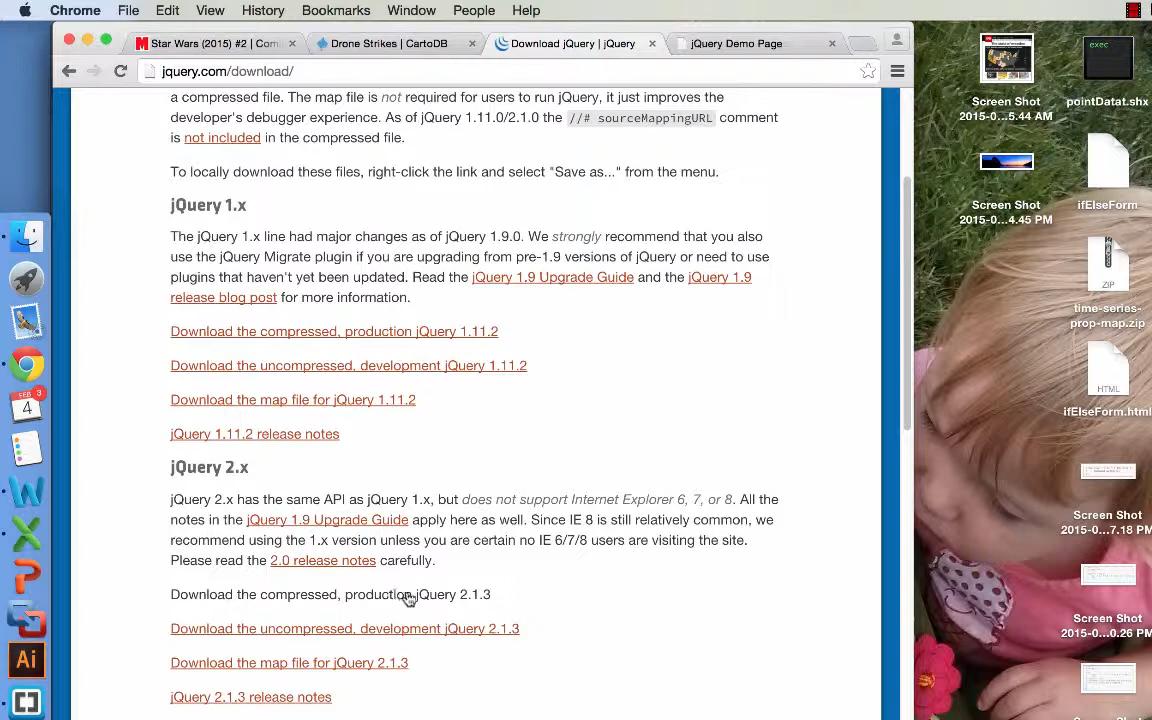 Chrome File Edit View History Bookmarks Window People Help
Star Wars (2015) #2 | Com
Drone Strikes | CartoDB
Download jQuery | jQuery
jQuery Demo Page
jquery.com/download/
a compressed file. The map file is not required for users to run jQuery, it just improves the
developer's debugger experience. As of jQuery 1.11.0/2.1.0 the //# sourceMappingURL comment
is not included in the compressed file.
To locally download these files, right-click the link and select "Save as..." from the menu.
jQuery 1.x
The jQuery 1.x line had major changes as of jQuery 1.9.0. We strongly recommend that you also
use the jQuery Migrate plugin if you are upgrading from pre-1.9 versions of jQuery or need to use
plugins that haven't yet been updated. Read the jQuery 1.9 Upgrade Guide and the jQuery 1.9
release blog post for more information.
Download the compressed, production jQuery 1.11.2
Download the uncompressed, development jQuery 1.11.2
Download the map file for jQuery 1.11.2
jQuery 1.11.2 release notes
jQuery 2.x
jQuery 2.x has the same API as jQuery 1.x, but does not support Internet Explorer 6, 7, or 8. All the
notes in the jQuery 1.9 Upgrade Guide apply here as well. Since IE 8 is still relatively common, we
recommend using the 1.x version unless you are certain no IE 6/7/8 users are visiting the site.
Please read the 2.0 release notes carefully.
Download the compressed, production jQuery 2.1.3
Download the uncompressed, development jQuery 2.1.3
Download the map file for jQuery 2.1.3
jQuery 2.1.3 release notes
FEB 3
4
Ai
Screen Shot
2015-0...5.44 AM
exec
pointDatat.shx
Screen Shot
2015-0...4.45 PM
ifElseForm
ZIP
time-series-
prop-map.zip
HTML
ifElseForm.html
Screen Shot
2015-0...7.18 PM
Screen Shot
2015-0...0.26 PM